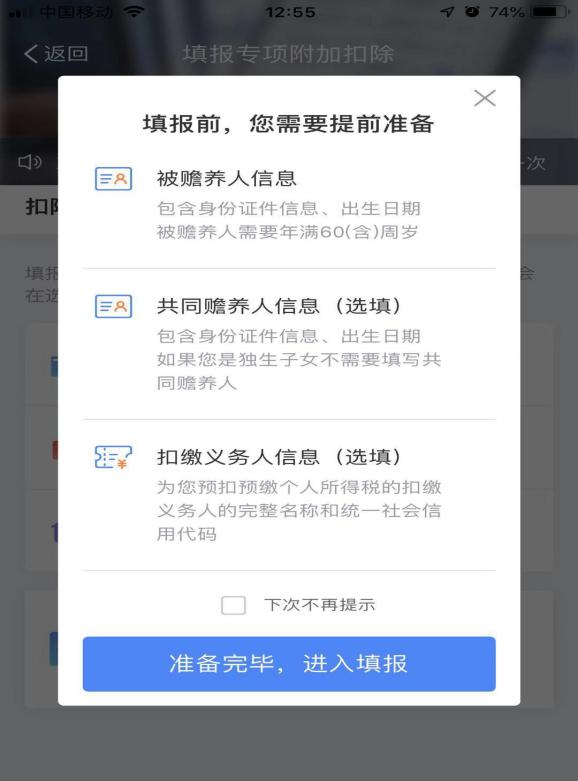 中国移动
12:55
74%
返回
填报专项附加扣除
填报前，您需要提前准备
次
扣
被赡养人信息
包含身份证件信息、出生日期
被赡养人需要年满60(含)周岁
填报
会
在选
共同赡养人信息（选填）
包含身份证件信息、出生日期
如果您是独生子女不需要填写共
同赡养人
扣缴义务人信息（选填）
为您预扣预缴个人所得税的扣缴
义务人的完整名称和统一社会信
用代码
下次不再提示
准备完毕，进入填报